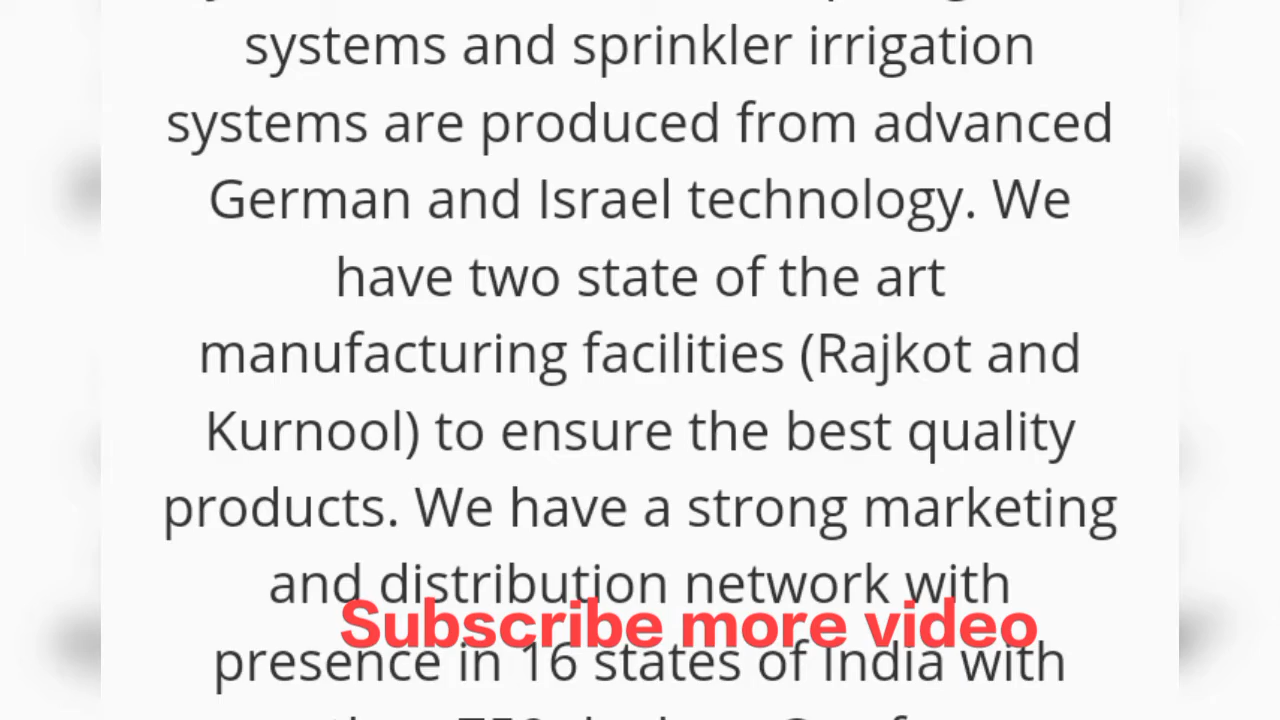 systems and sprinkler irrigation
systems are produced from advanced
German and Israel technology. We
have two state of the art
manufacturing facilities (Rajkot and
Kurnool) to ensure the best quality
products. We have a strong marketing
and distribution network with
Subscribe more video
presence in 16 states of India with